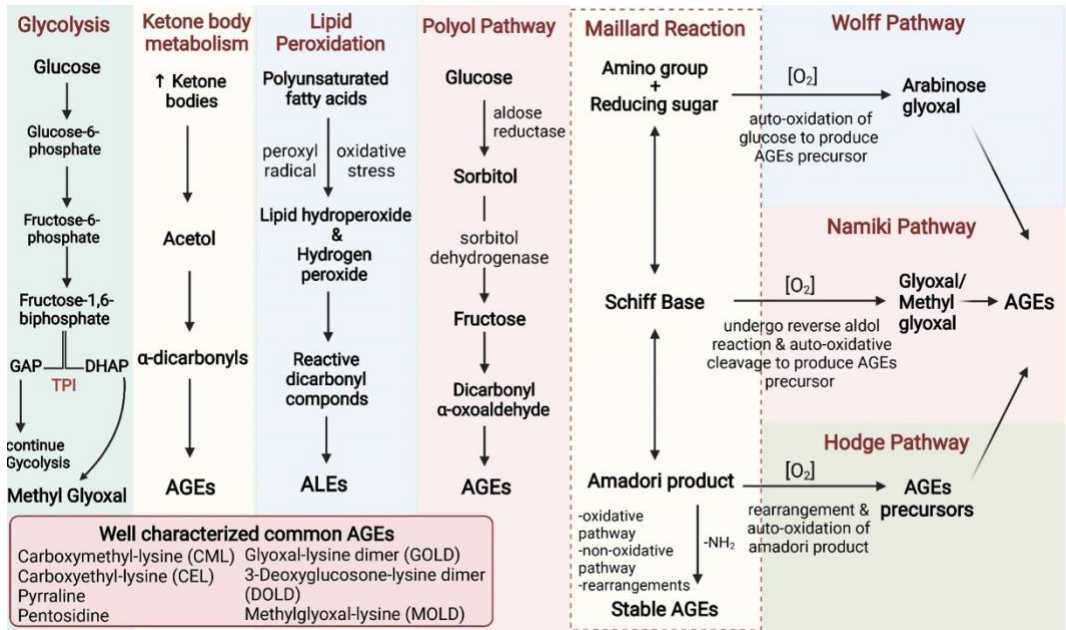 Glycolysis
Glucose
Glucose-6-
phosphate
Fructose-6-
phosphate
Fructose-1,6-
biphosphate
GAP
DHAP
TPI
continue
Gycolysis
Methyl Glyoxal
Ketone body
metabolism
↑ Ketone
bodies
Acetol
α-dicarbonyls
AGEs
Lipid
Peroxidation
Polyunsaturated
fatty acids
peroxyl
radical
oxidative
stress
Lipid hydroperoxide
&
Hydrogen
peroxide
Reactive
dicarbonyl
componds
ALEs
Polyol Pathway
Glucose
aldose
reductase
Sorbitol
sorbitol
dehydrogenase
Fructose
Dicarbonyl
α-oxoaldehyde
AGEs
Maillard Reaction
Amino group
+
Reducing sugar
Schiff Base
Amadori product
-oxidative
pathway
-non-oxidative
pathway
-rearrangements
-NH₂
Stable AGEs
Wolff Pathway
[O₂]
auto-oxidation of
glucose to produce
AGEs precursor
Arabinose
glyoxal
Namiki Pathway
[O₂]
undergo reverse aldol
reaction & auto-oxidative
cleavage to produce AGEs
precursor
Glyoxal/
Methyl
glyoxal
AGEs
Hodge Pathway
[O₂]
rearrangement &
auto-oxidation of
amadori product
AGEs
precursors
Well characterized common AGEs
Carboxymethyl-lysine (CML)
Carboxyethyl-lysine (CEL)
Pyrraline
Pentosidine
Glyoxal-lysine dimer (GOLD)
3-Deoxyglucosone-lysine dimer
(DOLD)
Methylglyoxal-lysine (MOLD)